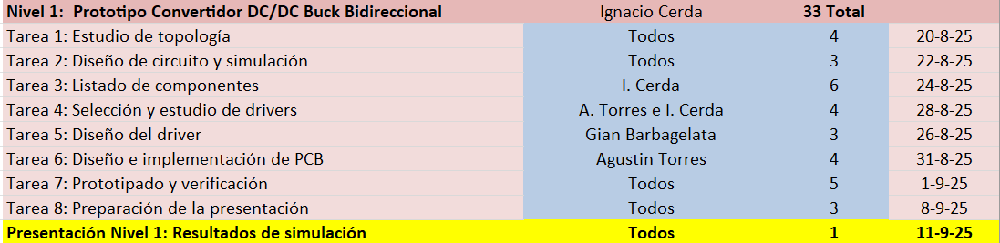 Nivel 1:  Prototipo Convertidor DC/DC Buck Bidireccional Ignacio Cerda 33 Total
Tarea 1: Estudio de topología Todos 4 20-8-25
Tarea 2: Diseño de circuito y simulación Todos 3 22-8-25
Tarea 3: Listado de componentes I. Cerda 6 24-8-25
Tarea 4: Selección y estudio de drivers A. Torres e I. Cerda 4 28-8-25
Tarea 5: Diseño del driver Gian Barbagelata 3 26-8-25
Tarea 6: Diseño e implementación de PCB Agustin Torres 4 31-8-25
Tarea 7: Prototipado y verificación Todos 5 1-9-25
Tarea 8: Preparación de la presentación Todos 3 8-9-25
Presentación Nivel 1: Resultados de simulación Todos 1 11-9-25